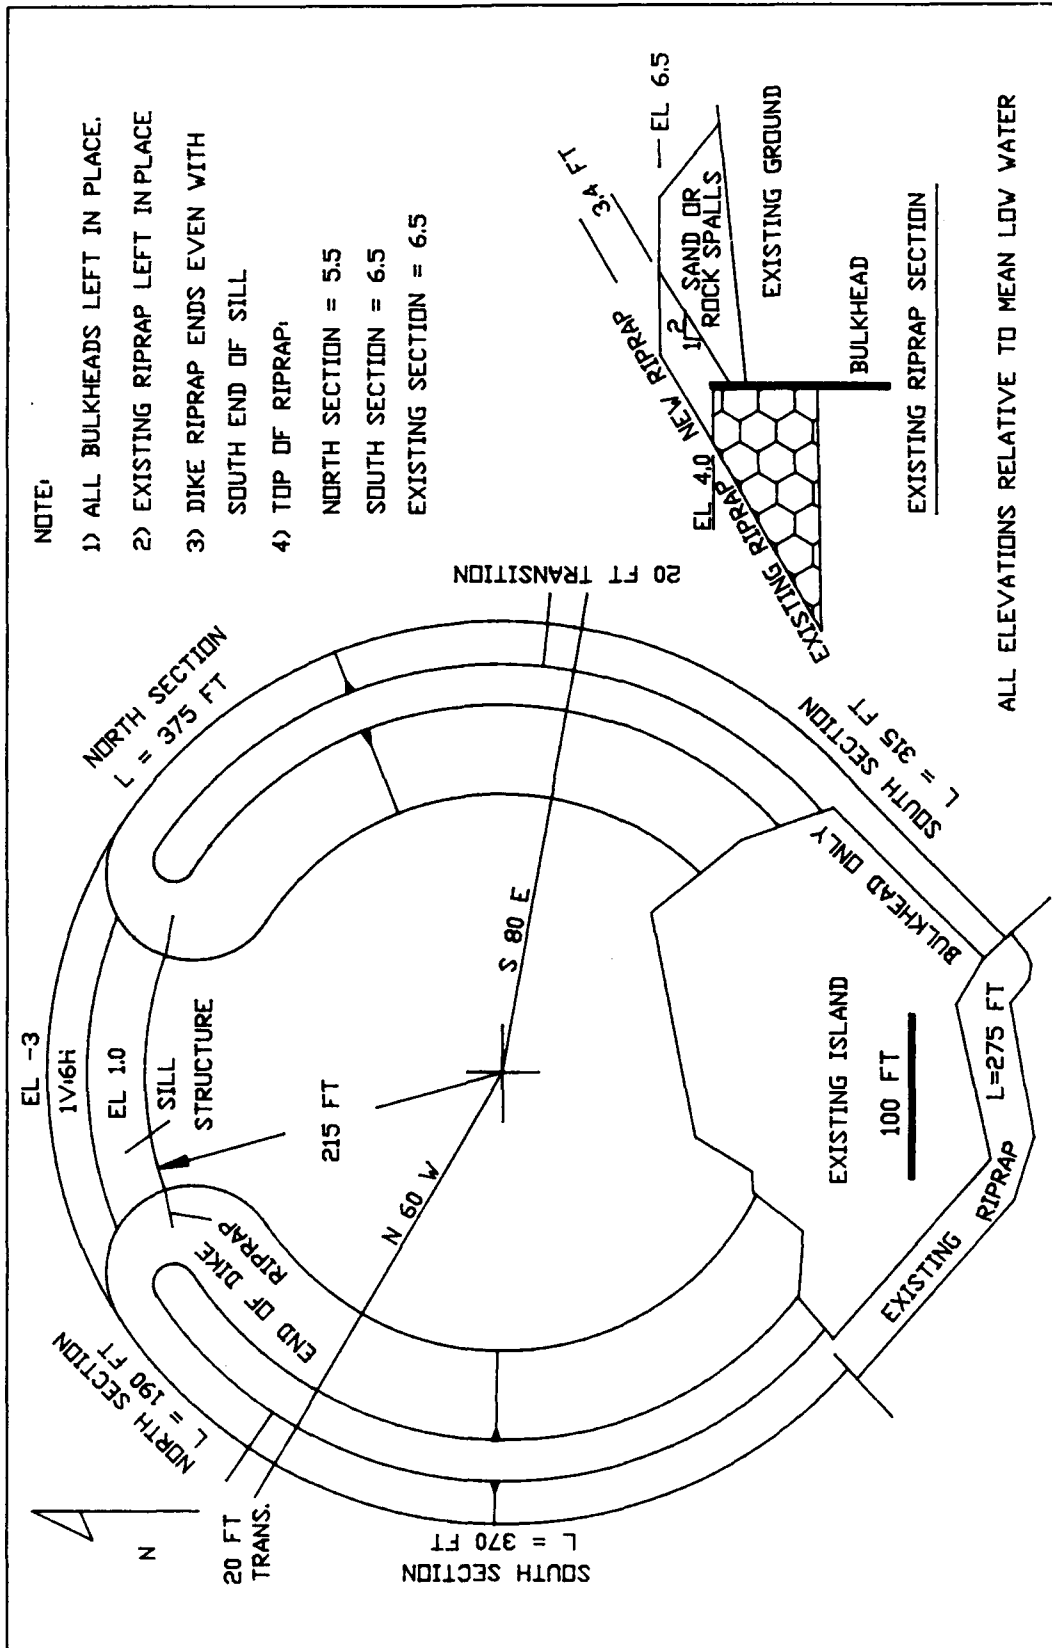 NOTE:
1) ALL BULKHEADS LEFT IN PLACE.
2) EXISTING RIPRAP LEFT IN PLACE
3) DIKE RIPRAP ENDS EVEN WITH
SOUTH END OF SILL
4) TOP OF RIPRAP:
NORTH SECTION = 5.5
SOUTH SECTION = 6.5
EXISTING SECTION = 6.5
EL -3
1V:6H
EL 1.0
SILL
STRUCTURE
NORTH SECTION
L = 375 FT
NORTH SECTION
L = 190 FT
END OF DIKE
RIPRAP
215 FT
N 60 W
S 80 E
20 FT TRANSITION
20 FT
TRANS.
N
SOUTH SECTION
L = 370 FT
SOUTH SECTION
L = 315 FT
BULKHEAD ONLY
EXISTING ISLAND
100 FT
L=275 FT
EXISTING RIPRAP
EL 6.5
3.4 FT
NEW RIPRAP
EL 4.0
EXISTING RIPRAP
2
1
SAND OR
ROCK SPALLS
EXISTING GROUND
BULKHEAD
EXISTING RIPRAP SECTION
ALL ELEVATIONS RELATIVE TO MEAN LOW WATER